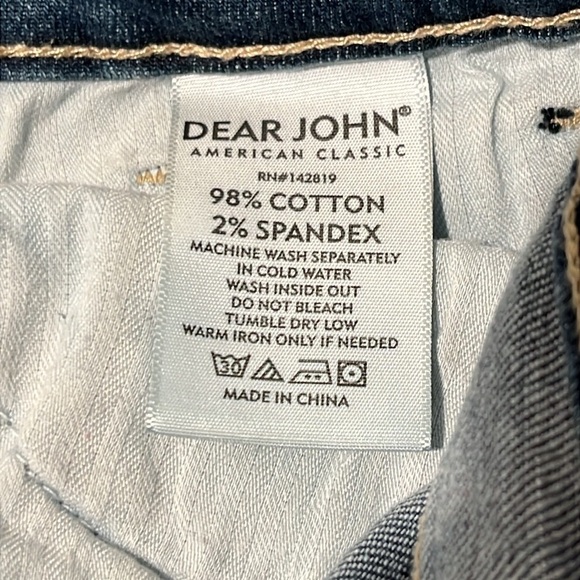 DEAR JOHN®
AMERICAN CLASSIC
RN#142819
98% COTTON
2% SPANDEX
MACHINE WASH SEPARATELY
IN COLD WATER
WASH INSIDE OUT
DO NOT BLEACH
TUMBLE DRY LOW
WARM IRON ONLY IF NEEDED
30
MADE IN CHINA